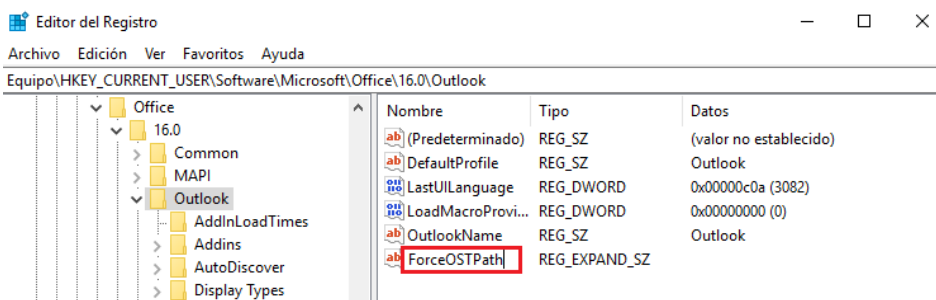 Editor del Registro
Archivo Edición Ver Favoritos Ayuda
Equipo\HKEY_CURRENT_USER\Software\Microsoft\Office\16.0\Outlook
Office
16.0
Common
MAPI
Outlook
AddInLoadTimes
Addins
AutoDiscover
Display Types
Nombre Tipo Datos
(Predeterminado) REG_SZ (valor no establecido)
DefaultProfile REG_SZ Outlook
LastUILanguage REG_DWORD 0x00000c0a (3082)
LoadMacroProvi... REG_DWORD 0x00000000 (0)
OutlookName REG_SZ Outlook
ForceOSTPath REG_EXPAND_SZ